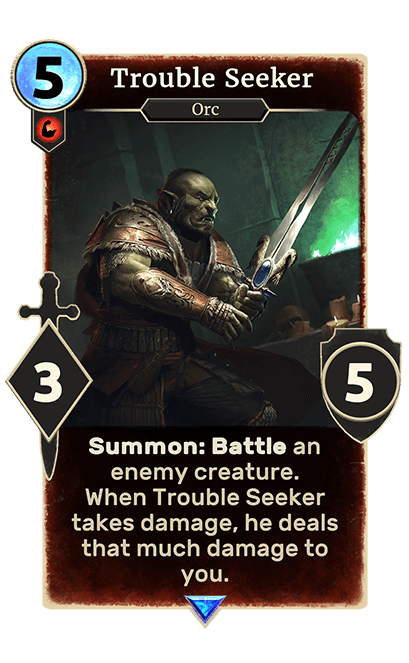 5
Trouble Seeker
Orc
3
5
Summon: Battle an
enemy creature.
When Trouble Seeker
takes damage, he deals
that much damage to
you.